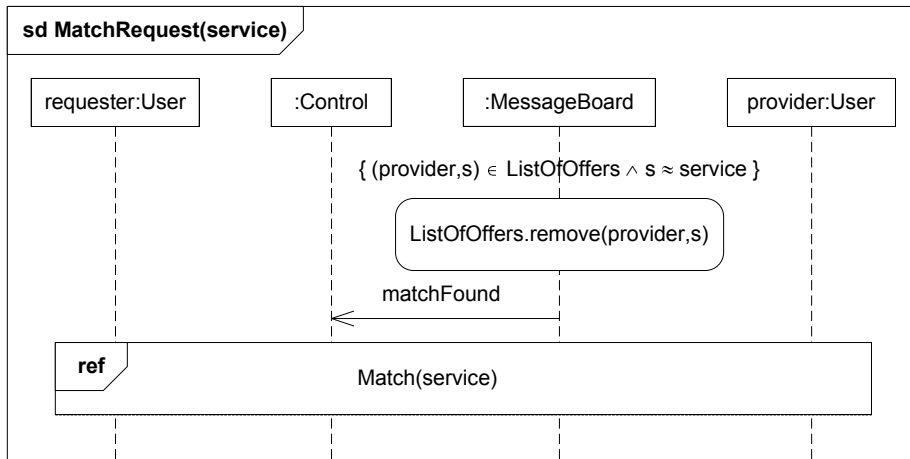 sd MatchRequest(service)
requester:User
:Control
:MessageBoard
provider:User
{ (provider,s) ∈ ListOfOffers ∧ s ≈ service }
ListOfOffers.remove(provider,s)
matchFound
ref
Match(service)